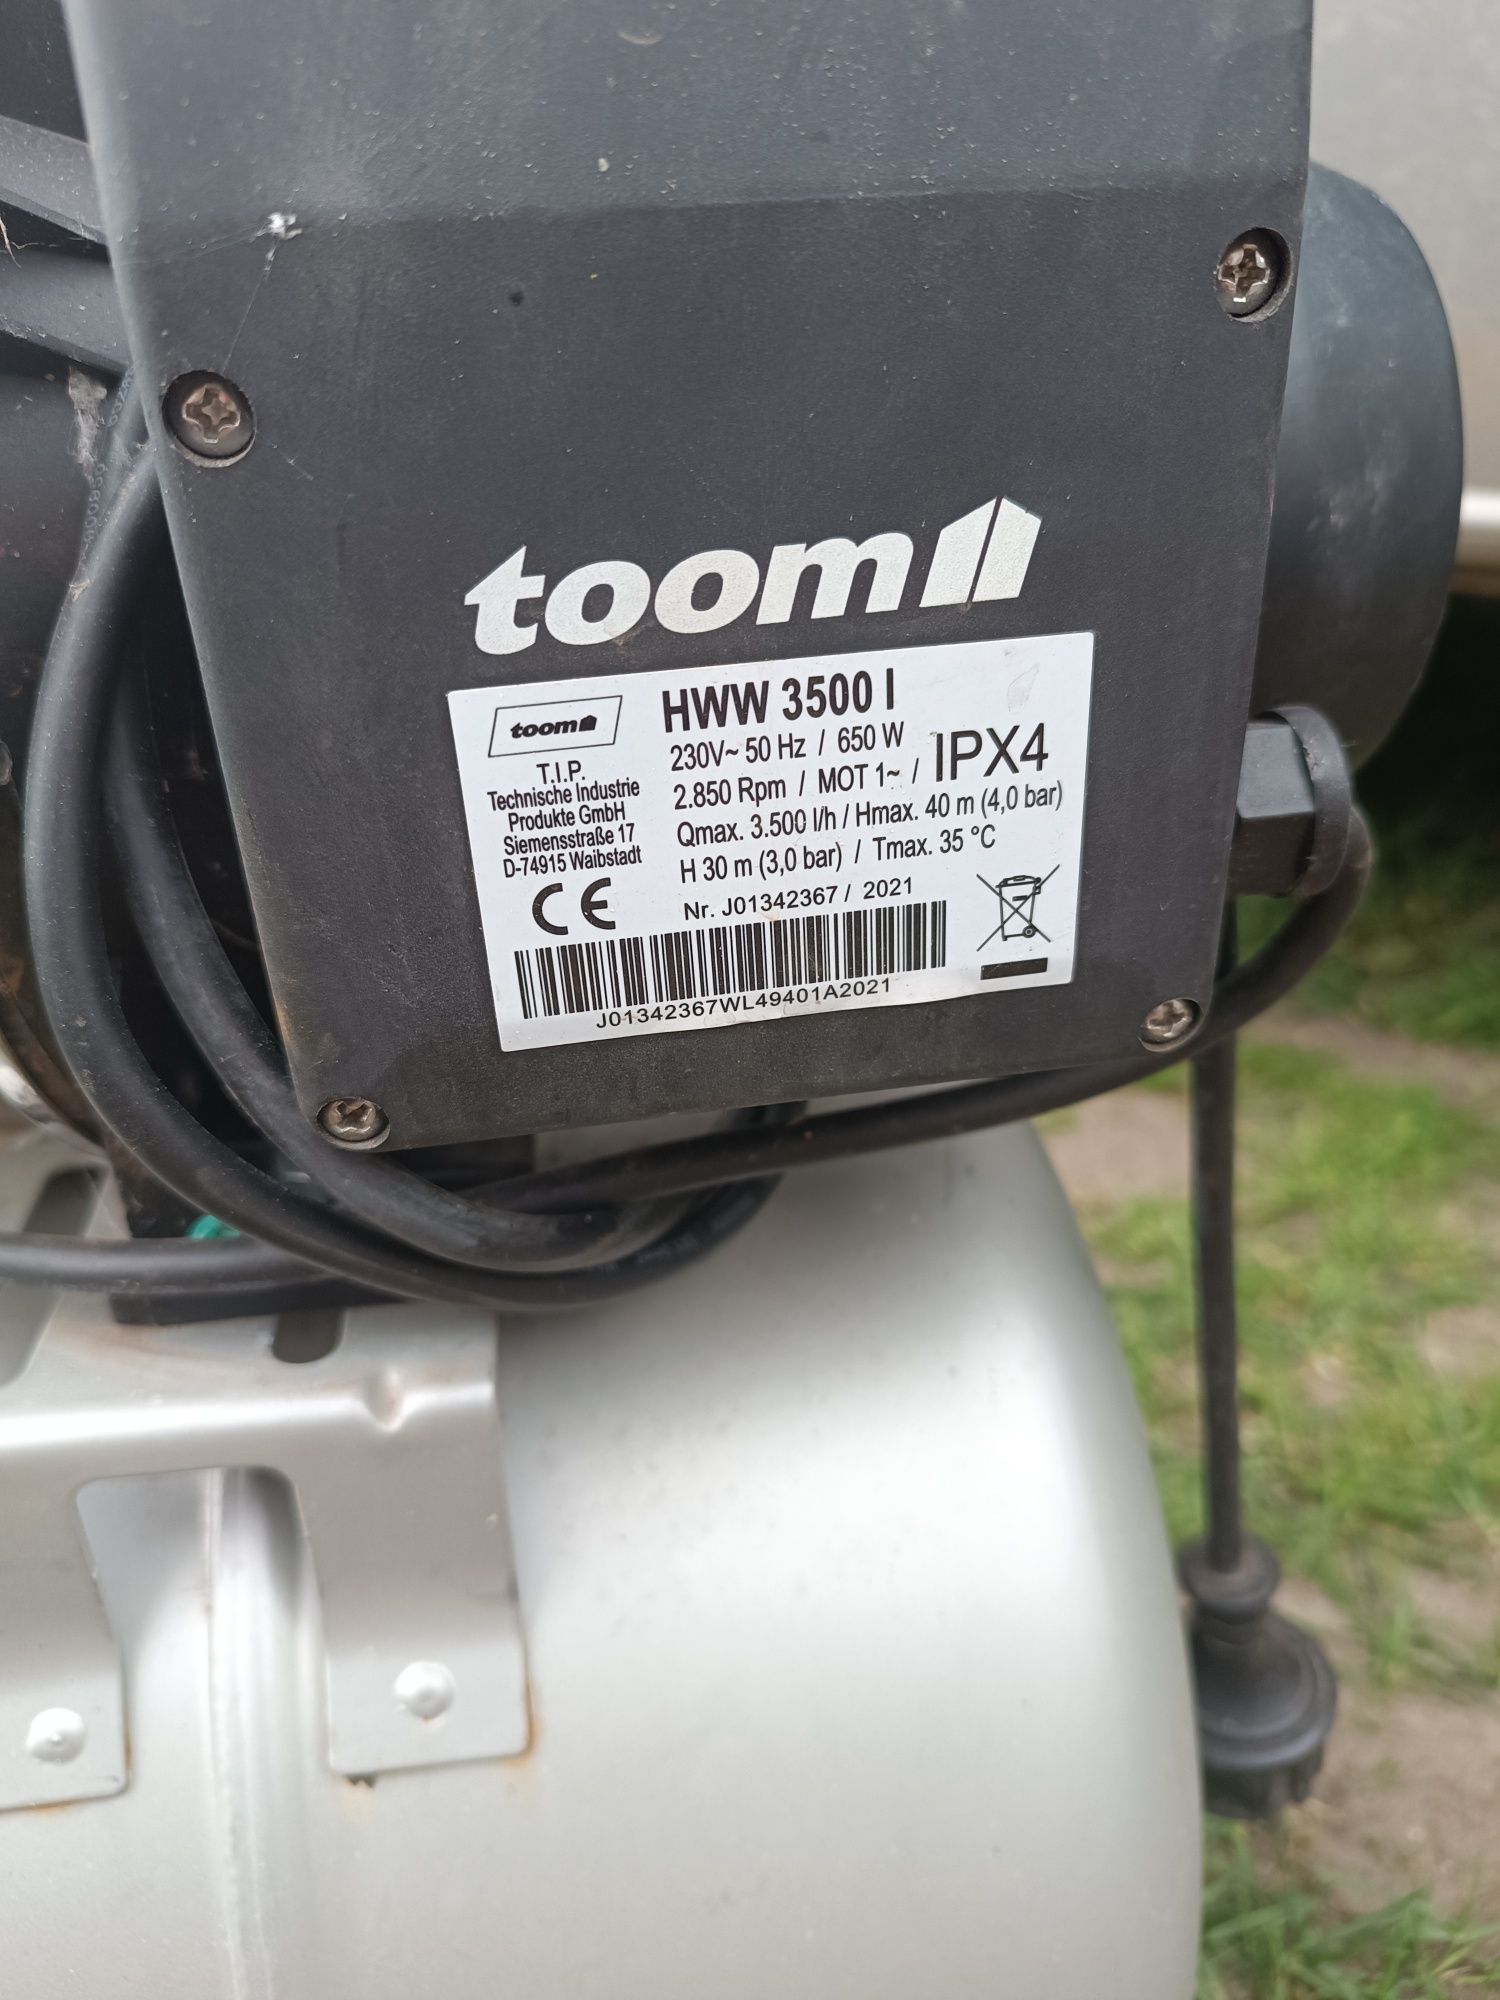 toom
toom
HWW 3500 I
230V~ 50 Hz / 650 W
IPX4
2.850 Rpm / MOT 1~ /
Qmax. 3.500 l/h / Hmax. 40 m (4,0 bar)
H 30 m (3,0 bar) / Tmax. 35 °C
T.I.P.
Technische Industrie
Produkte GmbH
Siemensstraße 17
D-74915 Waibstadt
CE
Nr. J01342367 / 2021
J01342367WL49401A2021